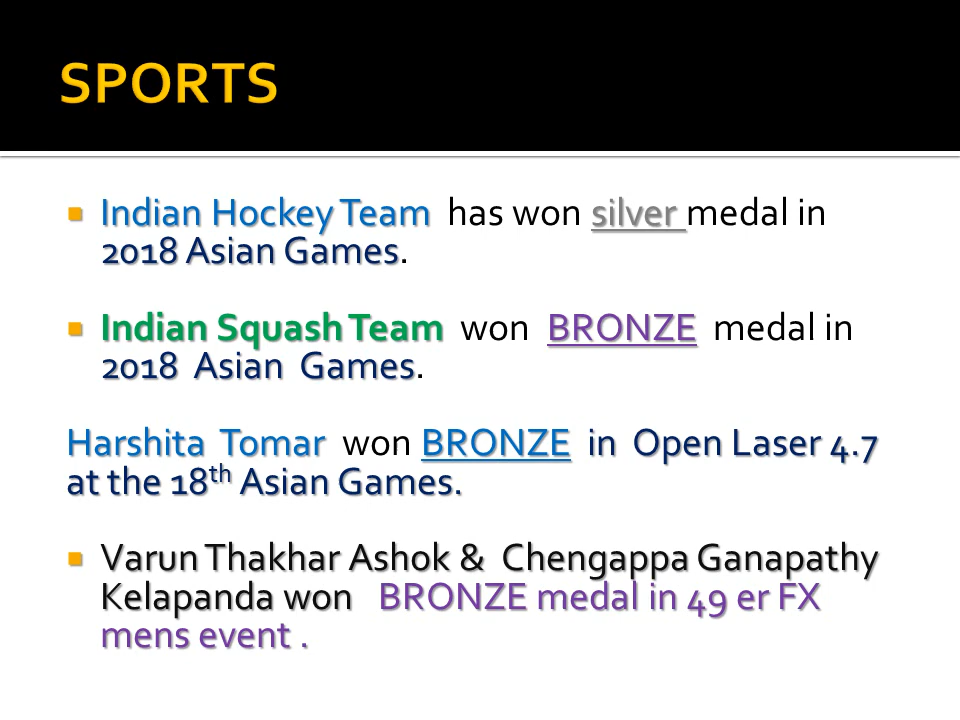 SPORTS
Indian Hockey Team has won silver medal in
2018 Asian Games.
Indian Squash Team won BRONZE medal in
2018 Asian Games.
Harshita Tomar won BRONZE in Open Laser 4.7
at the 18th Asian Games.
Varun Thakhar Ashok & Chengappa Ganapathy
Kelapanda won BRONZE medal in 49 er FX
mens event .